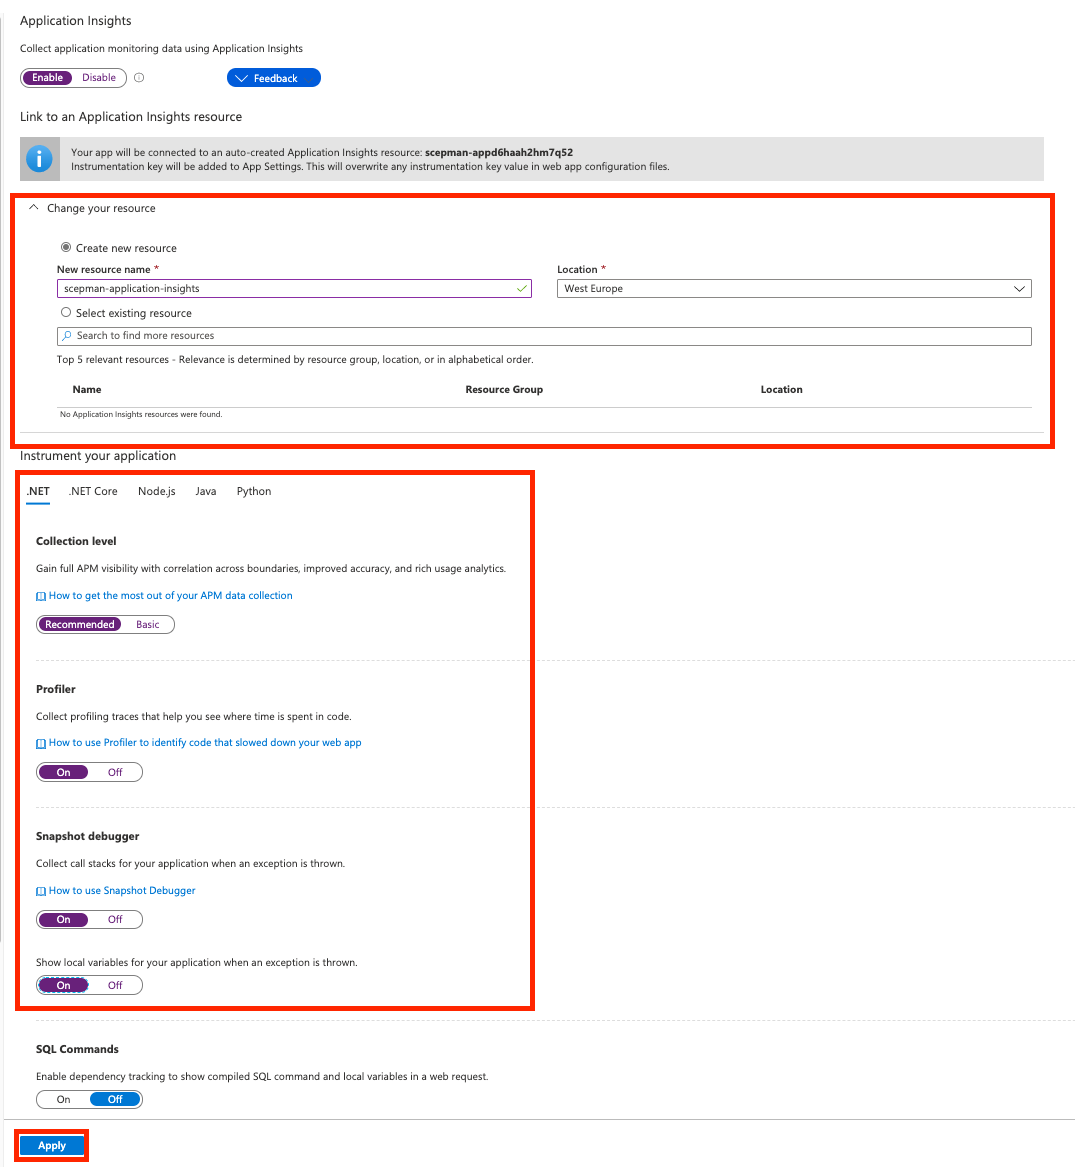 Application Insights
Collect application monitoring data using Application Insights
Enable Disable
Feedback
Link to an Application Insights resource
Your app will be connected to an auto-created Application Insights resource: scepman-appd6haah2hm7q52
Instrumentation key will be added to App Settings. This will overwrite any instrumentation key value in web app configuration files.
Change your resource
Create new resource
New resource name * Location *
scepman-application-insights West Europe
Select existing resource
Search to find more resources
Top 5 relevant resources - Relevance is determined by resource group, location, or in alphabetical order.
Name Resource Group Location
No Application Insights resources were found.
Instrument your application
.NET .NET Core Node.js Java Python
Collection level
Gain full APM visibility with correlation across boundaries, improved accuracy, and rich usage analytics.
How to get the most out of your APM data collection
Recommended Basic
Profiler
Collect profiling traces that help you see where time is spent in code.
How to use Profiler to identify code that slowed down your web app
On Off
Snapshot debugger
Collect call stacks for your application when an exception is thrown.
How to use Snapshot Debugger
On Off
Show local variables for your application when an exception is thrown.
On Off
SQL Commands
Enable dependency tracking to show compiled SQL command and local variables in a web request.
On Off
Apply